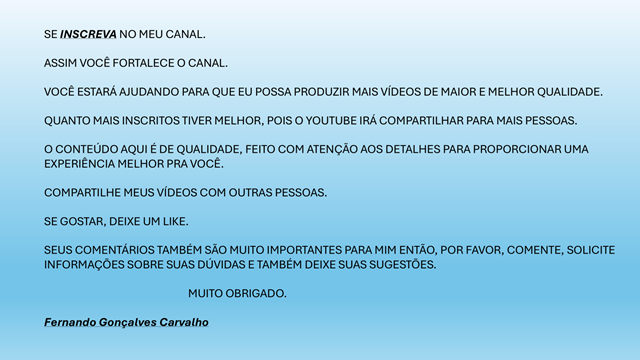 SE INSCREVA NO MEU CANAL.
ASSIM VOCÊ FORTALECE O CANAL.
VOCÊ ESTARÁ AJUDANDO PARA QUE EU POSSA PRODUZIR MAIS VÍDEOS DE MAIOR E MELHOR QUALIDADE.
QUANTO MAIS INSCRITOS TIVER MELHOR, POIS O YOUTUBE IRÁ COMPARTILHAR PARA MAIS PESSOAS.
O CONTEÚDO AQUI É DE QUALIDADE, FEITO COM ATENÇÃO AOS DETALHES PARA PROPORCIONAR UMA
EXPERIÊNCIA MELHOR PRA VOCÊ.
COMPARTILHE MEUS VÍDEOS COM OUTRAS PESSOAS.
SE GOSTAR, DEIXE UM LIKE.
SEUS COMENTÁRIOS TAMBÉM SÃO MUITO IMPORTANTES PARA MIM ENTÃO, POR FAVOR, COMENTE, SOLICITE
INFORMAÇÕES SOBRE SUAS DÚVIDAS E TAMBÉM DEIXE SUAS SUGESTÕES.
MUITO OBRIGADO.
Fernando Gonçalves Carvalho